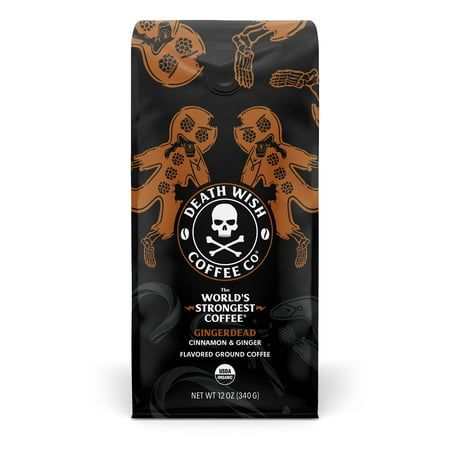 DEATH WISH
COFFEE CO
The
WORLD'S
STRONGEST
COFFEE®
GINGERDEAD
CINNAMON & GINGER
FLAVORED GROUND COFFEE
USDA
ORGANIC
NET WT 12 OZ (340 G)